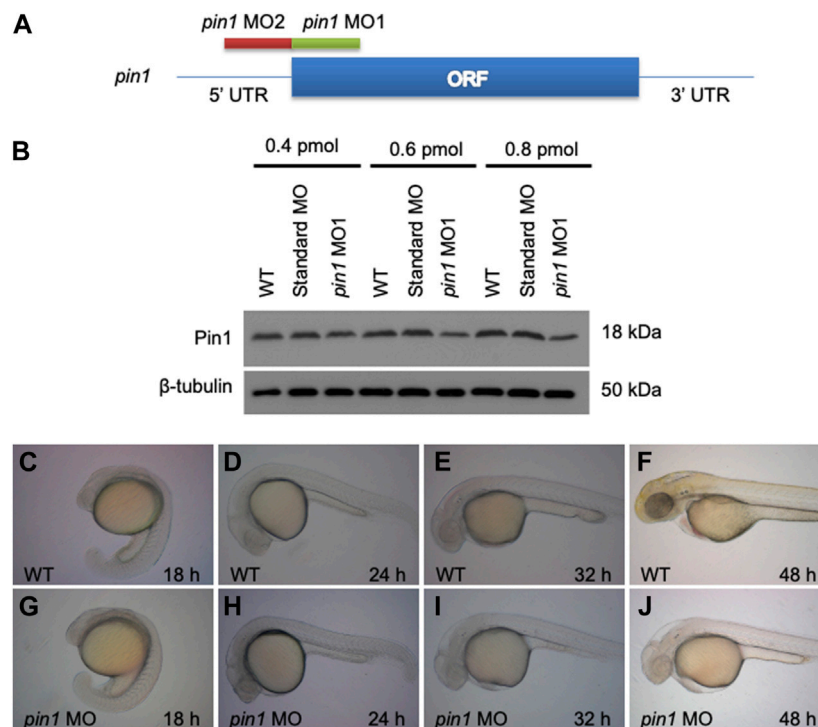 A
pin1 MO2 pin1 MO1
pin1
ORF
5' UTR 3' UTR
B
0.4 pmol 0.6 pmol 0.8 pmol
WT Standard MO pin1 MO1 WT Standard MO pin1 MO1 WT Standard MO pin1 MO1
Pin1 18 kDa
β-tubulin 50 kDa
C D E F
WT 18 h WT 24 h WT 32 h WT 48 h
G H I J
pin1 MO 18 h pin1 MO 24 h pin1 MO 32 h pin1 MO 48 h